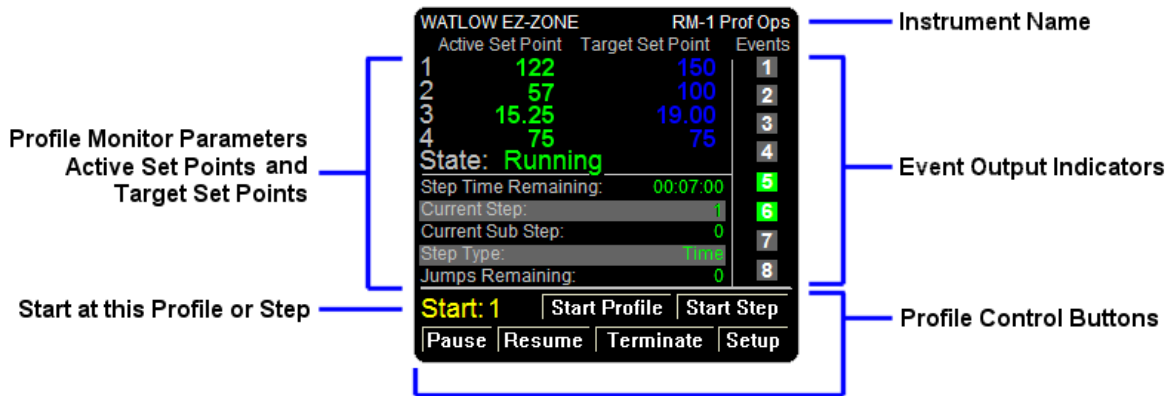 WATLOW EZ-ZONE RM-1 Prof Ops
Active Set Point Target Set Point Events
1 122 150 1
2 57 100 2
3 15.25 19.00 3
4 75 75 4
State: Running
Step Time Remaining: 00:07:00 5
Current Step: 1 6
Current Sub Step: 0
Step Type: Time 7
Jumps Remaining: 0 8
Start: 1 Start Profile Start Step
Pause Resume Terminate Setup
Profile Monitor Parameters
Active Set Points and
Target Set Points
Start at this Profile or Step
Instrument Name
Event Output Indicators
Profile Control Buttons